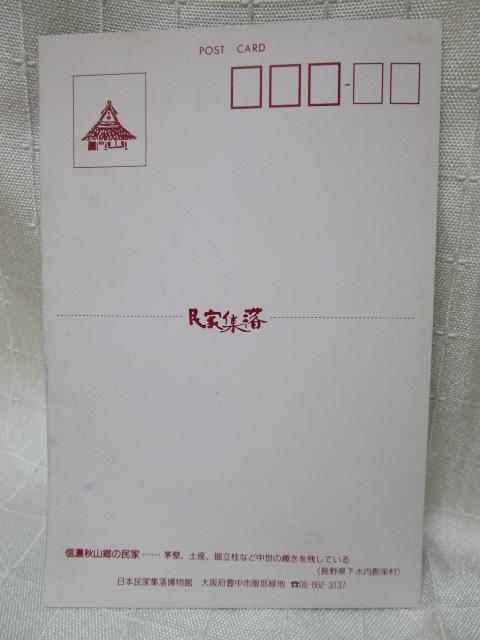 POST CARD
民家集落
信濃秋山郷の民家……茅壁、土座、掘立柱など中世の趣きを残している
(長野県下水内郡栄村)
日本民家集落博物館 大阪府豊中市服部緑地 ☎06-862-3137